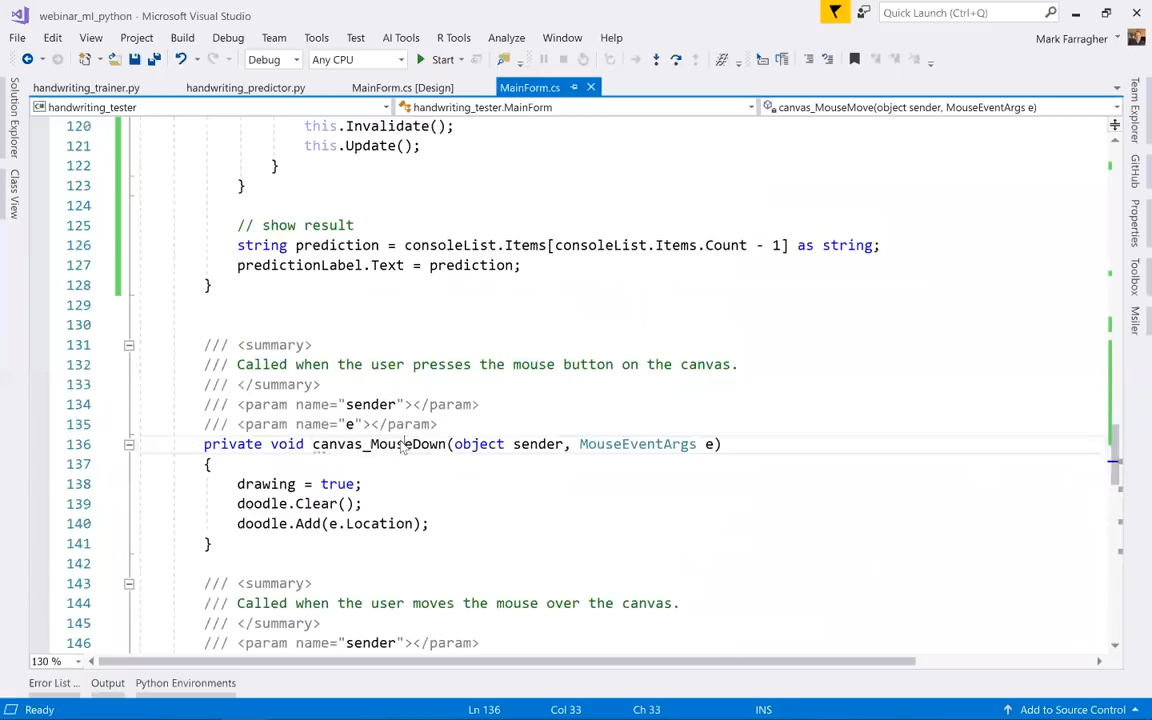 webinar_ml_python - Microsoft Visual Studio
Quick Launch (Ctrl+Q)
File Edit View Project Build Debug Team Tools Test AI Tools R Tools Analyze Window Help
Mark Farragher
Debug Any CPU Start
handwriting_trainer.py handwriting_predictor.py MainForm.cs [Design] MainForm.cs
handwriting_tester handwriting_tester.MainForm canvas_MouseMove(object sender, MouseEventArgs e)
Solution Explorer
Class View
120 this.Invalidate();
121 this.Update();
122 }
123 }
124
125 // show result
126 string prediction = consoleList.Items[consoleList.Items.Count - 1] as string;
127 predictionLabel.Text = prediction;
128 }
129
130
131 /// <summary>
132 /// Called when the user presses the mouse button on the canvas.
133 /// </summary>
134 /// <param name="sender"></param>
135 /// <param name="e"></param>
136 private void canvas_MouseDown(object sender, MouseEventArgs e)
137 {
138 drawing = true;
139 doodle.Clear();
140 doodle.Add(e.Location);
141 }
142
143 /// <summary>
144 /// Called when the user moves the mouse over the canvas.
145 /// </summary>
146 /// <param name="sender"></param>
Team Explorer
GitHub
Properties
Toolbox
Msiler
130 %
Error List ... Output Python Environments
Ready Ln 136 Col 33 Ch 33 INS Add to Source Control